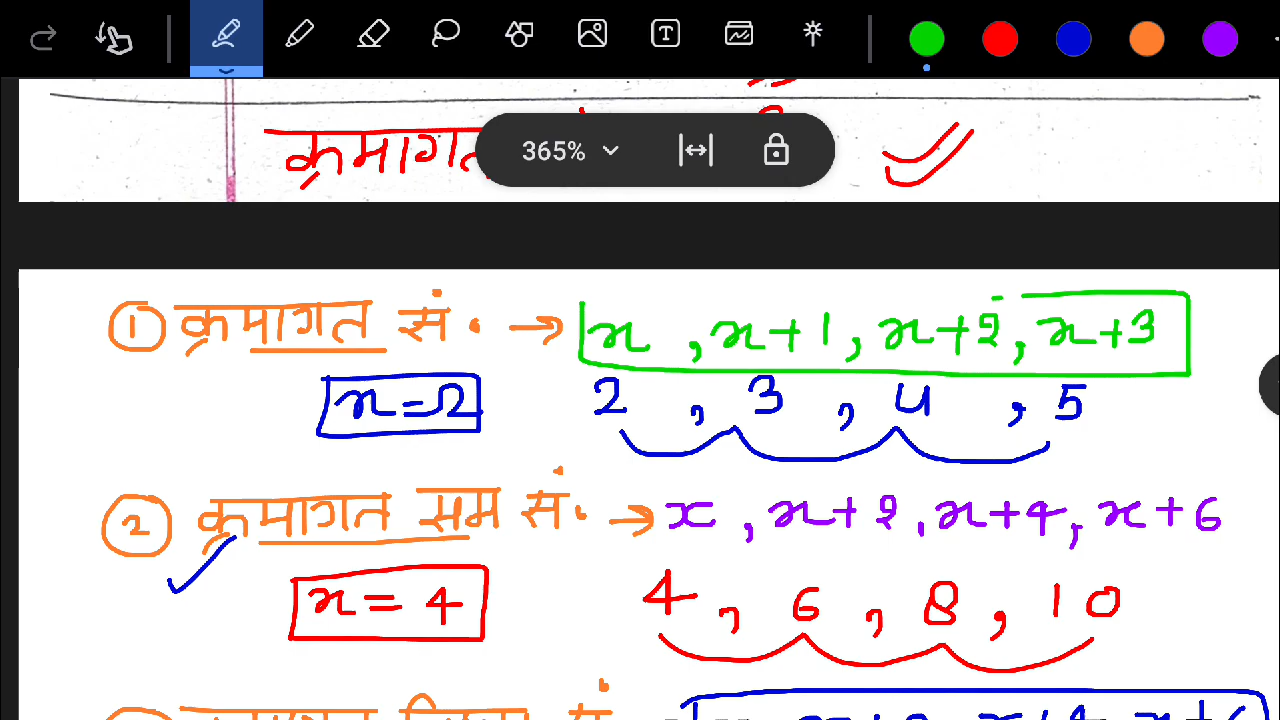 क्रमागत
365%
① क्रमागत सं. → x, x+1, x+2, x+3
x=2 2, 3, 4, 5
② क्रमागत सम सं. → x, x+2, x+4, x+6
x=4 4, 6, 8, 10